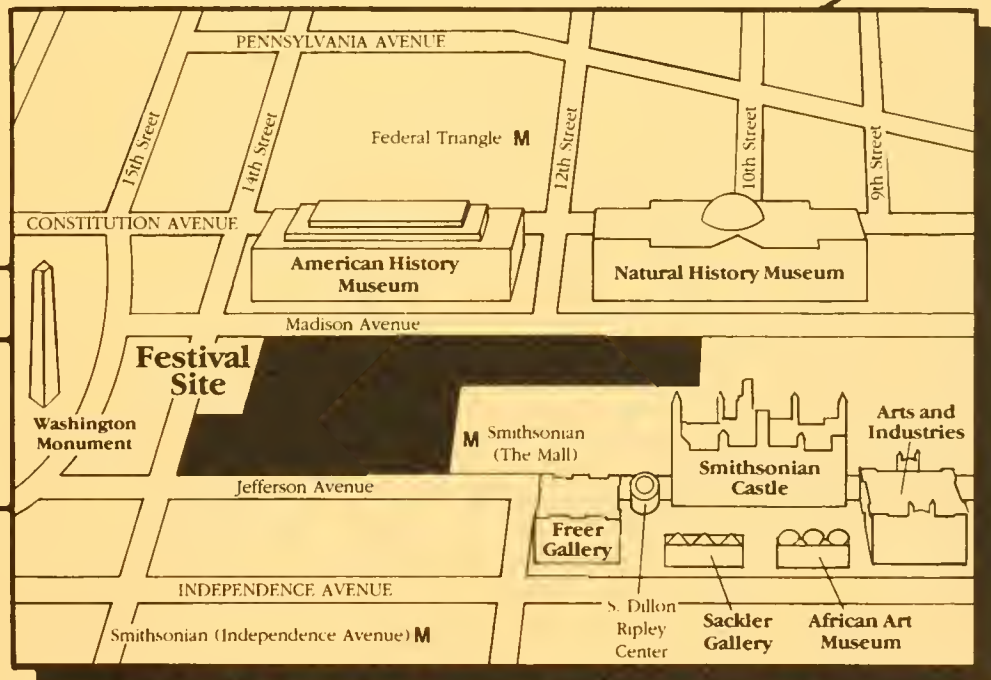 PENNSYLVANIA AVENUE
15th Sreet
14th Street
Federal Triangle M
12th Street
10th Street
9th Street
CONSTITUTION AVENUE
American History
Museum
Natural History Museum
Madison Avenue
Festival
Site
Washington
Monument
M Smithsonian
(The Mall)
Smithsonian
Castle
Arts and
Industries
Jefferson Avenue
Freer
Gallery
INDEPENDENCE AVENUE
S. Dillon
Ripley
Center
Sackler
Gallery
African Art
Museum
Smithsonian (Independence Avenue) M